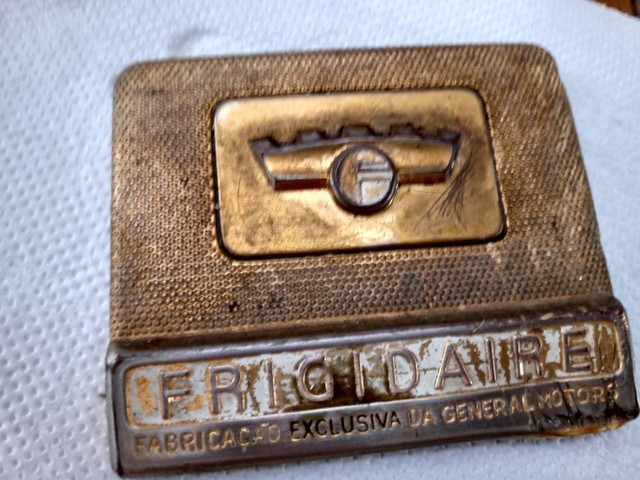 F
FRIGIDAIRE
FABRICAÇÃO EXCLUSIVA DA GENERAL MOTORS